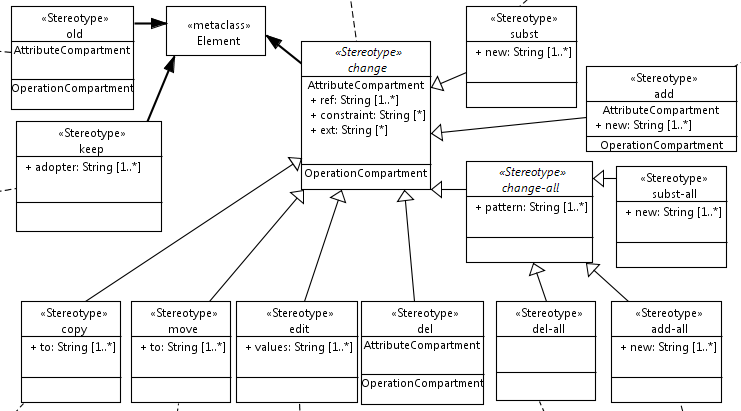 «Stereotype»
old
AttributeCompartment
OperationCompartment
«metaclass»
Element
«Stereotype»
subst
+ new: String [1..*]
«Stereotype»
change
AttributeCompartment
+ ref: String [1..*]
+ constraint: String [*]
+ ext: String [*]
OperationCompartment
«Stereotype»
add
AttributeCompartment
+ new: String [1..*]
OperationCompartment
«Stereotype»
keep
+ adopter: String [1..*]
«Stereotype»
change-all
+ pattern: String [1..*]
«Stereotype»
subst-all
+ new: String [1..*]
«Stereotype»
copy
+ to: String [1..*]
«Stereotype»
move
+ to: String [1..*]
«Stereotype»
edit
+ values: String [1..*]
«Stereotype»
del
AttributeCompartment
OperationCompartment
«Stereotype»
del-all
«Stereotype»
add-all
+ new: String [1..*]